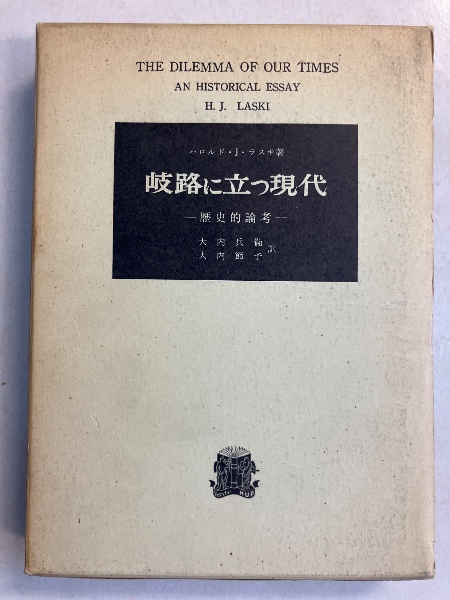 THE DILEMMA OF OUR TIMES
AN HISTORICAL ESSAY
H. J. LASKI
ハロルド・J・ラスキ著
岐路に立つ現代
―歴史的論考―
大内兵衛
大内節子
訳
HUP